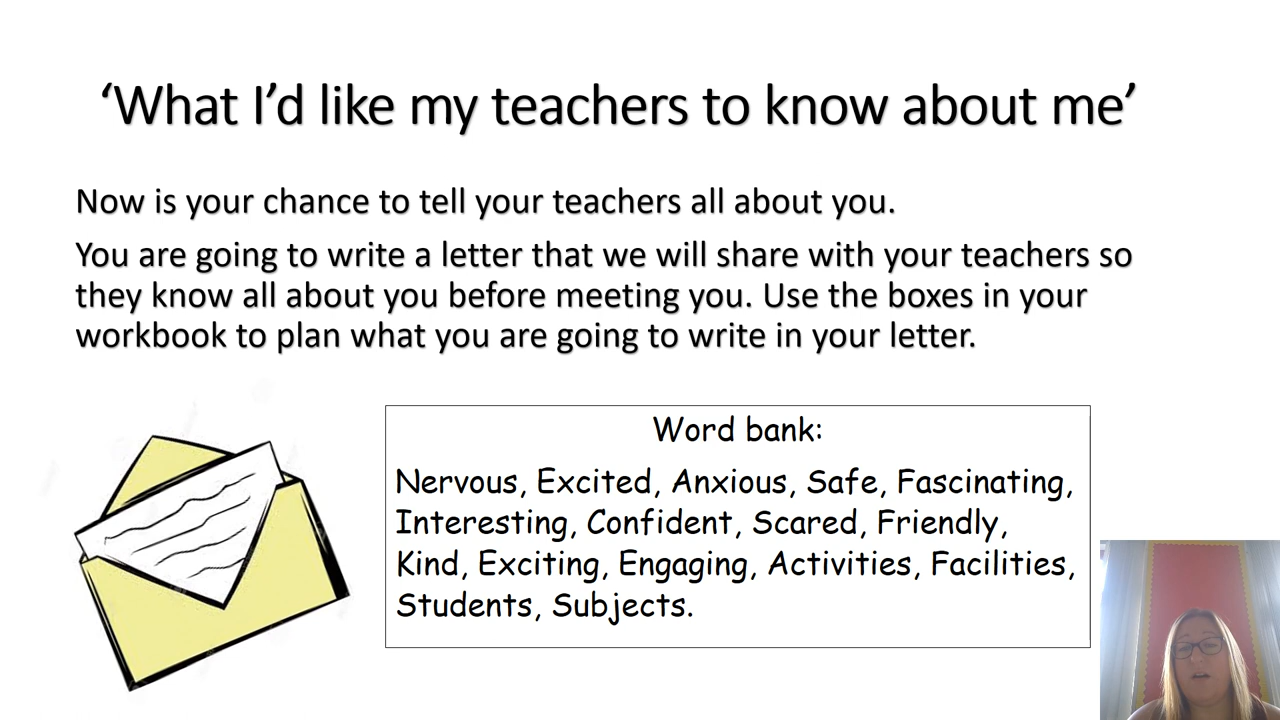 ‘What I’d like my teachers to know about me’
Now is your chance to tell your teachers all about you.
You are going to write a letter that we will share with your teachers so
they know all about you before meeting you. Use the boxes in your
workbook to plan what you are going to write in your letter.
Word bank:
Nervous, Excited, Anxious, Safe, Fascinating,
Interesting, Confident, Scared, Friendly,
Kind, Exciting, Engaging, Activities, Facilities,
Students, Subjects.